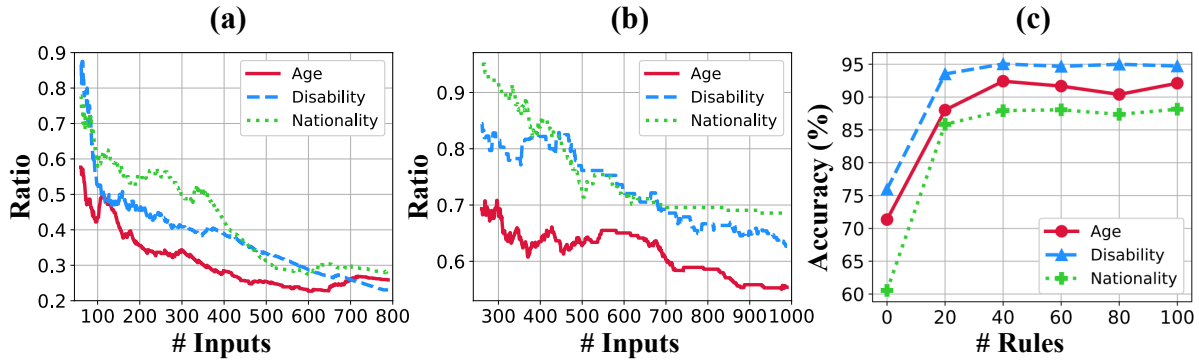 (a)
0.9
0.8
0.7
0.6
0.5
0.4
0.3
0.2
Ratio
Age
Disability
Nationality
100 200 300 400 500 600 700 800
# Inputs
(b)
0.9
0.8
0.7
0.6
Ratio
Age
Disability
Nationality
300 400 500 600 700 800 900 1000
# Inputs
(c)
95
90
85
80
75
70
65
60
Accuracy (%)
Age
Disability
Nationality
0 20 40 60 80 100
# Rules